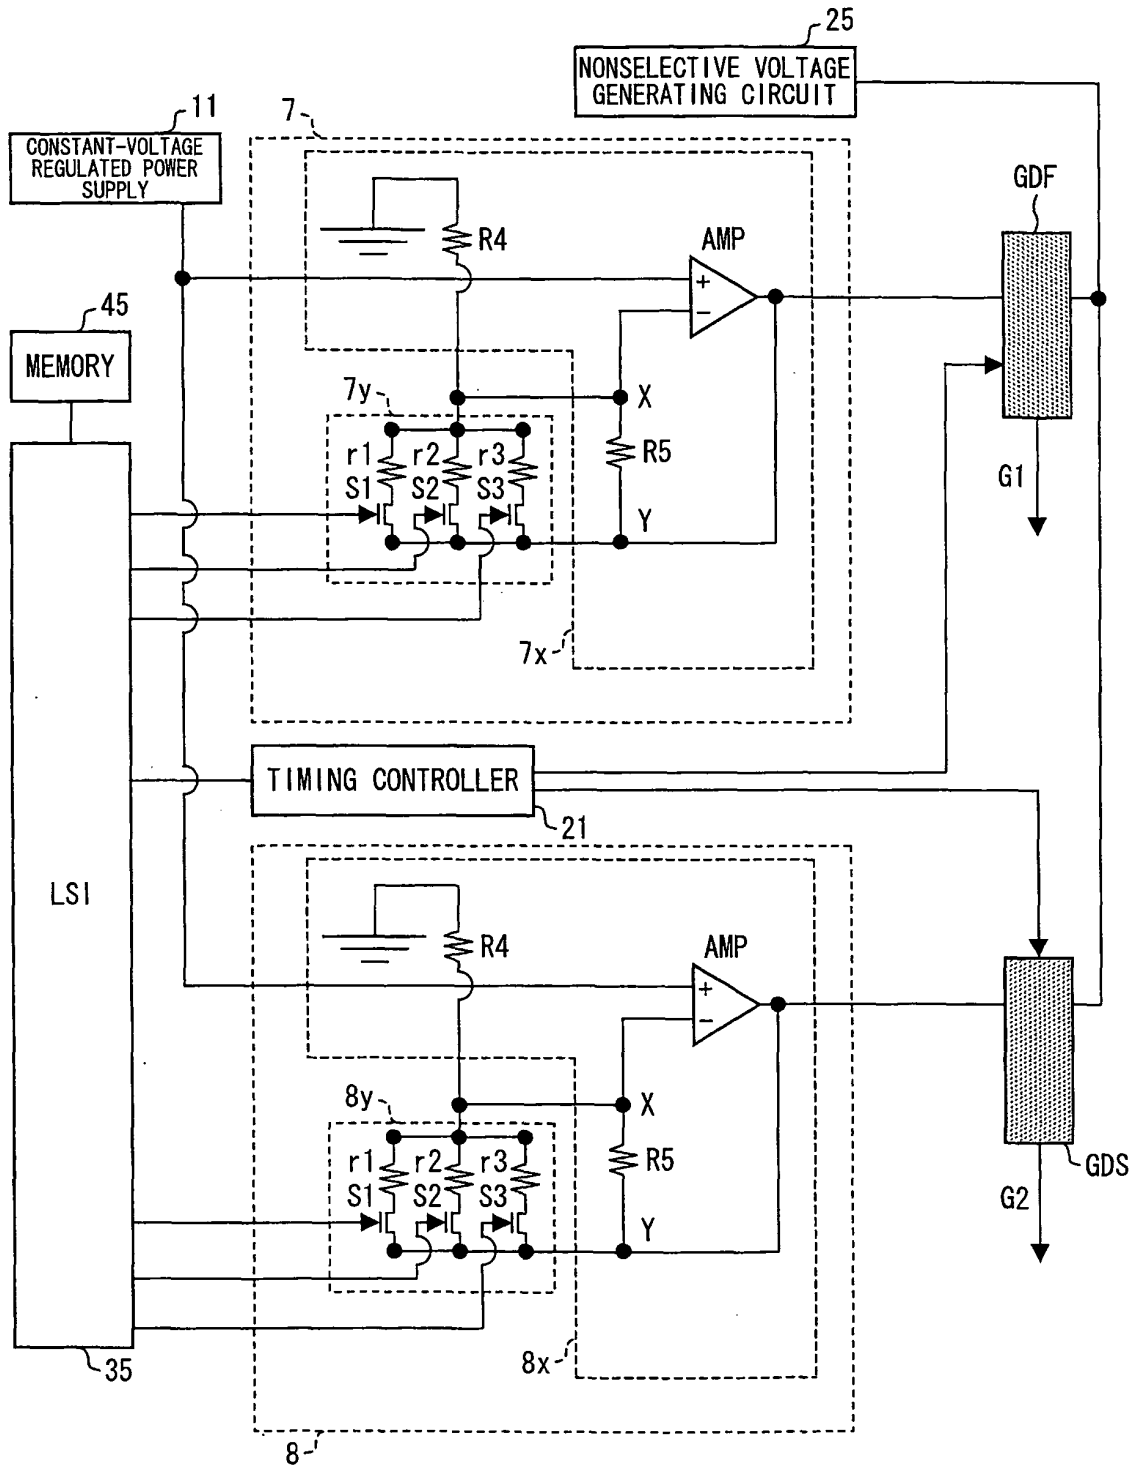 25
NONSELECTIVE VOLTAGE
GENERATING CIRCUIT
11
CONSTANT-VOLTAGE
REGULATED POWER
SUPPLY
7
GDF
R4
AMP
+
−
45
MEMORY
7y
X
r1
r2
r3
R5
S1
S2
S3
G1
Y
7x
TIMING CONTROLLER
21
LSI
R4
AMP
+
−
8y
X
r1
r2
r3
R5
GDS
S1
S2
S3
G2
Y
8x
35
8